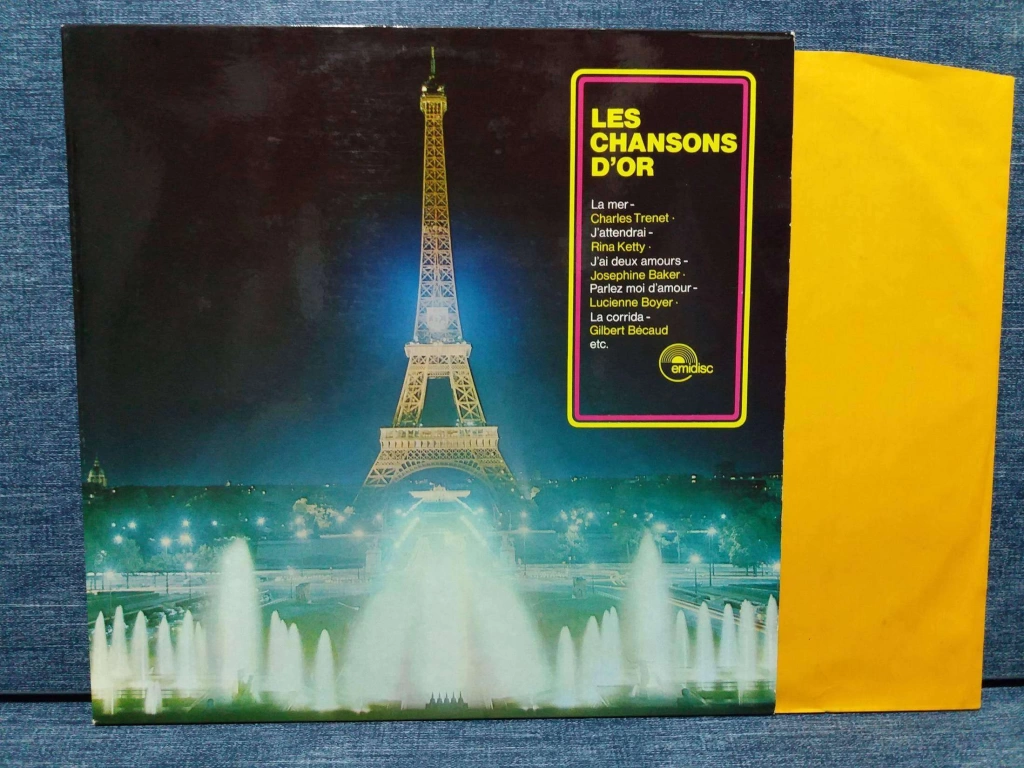 LES
CHANSONS
D'OR
La mer -
Charles Trenet ·
J'attendrai -
Rina Ketty ·
J'ai deux amours -
Josephine Baker ·
Parlez moi d'amour -
Lucienne Boyer ·
La corrida -
Gilbert Bécaud
etc.
emidisc